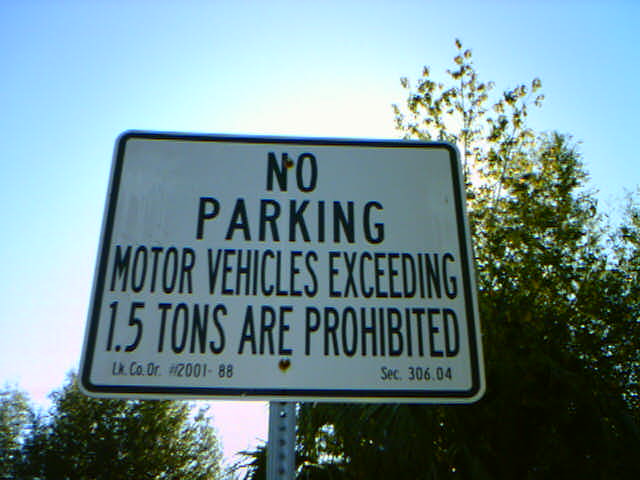 NO
PARKING
MOTOR VEHICLES EXCEEDING
1.5 TONS ARE PROHIBITED
Lk. Co. Or. #2001- 88 Sec. 306.04